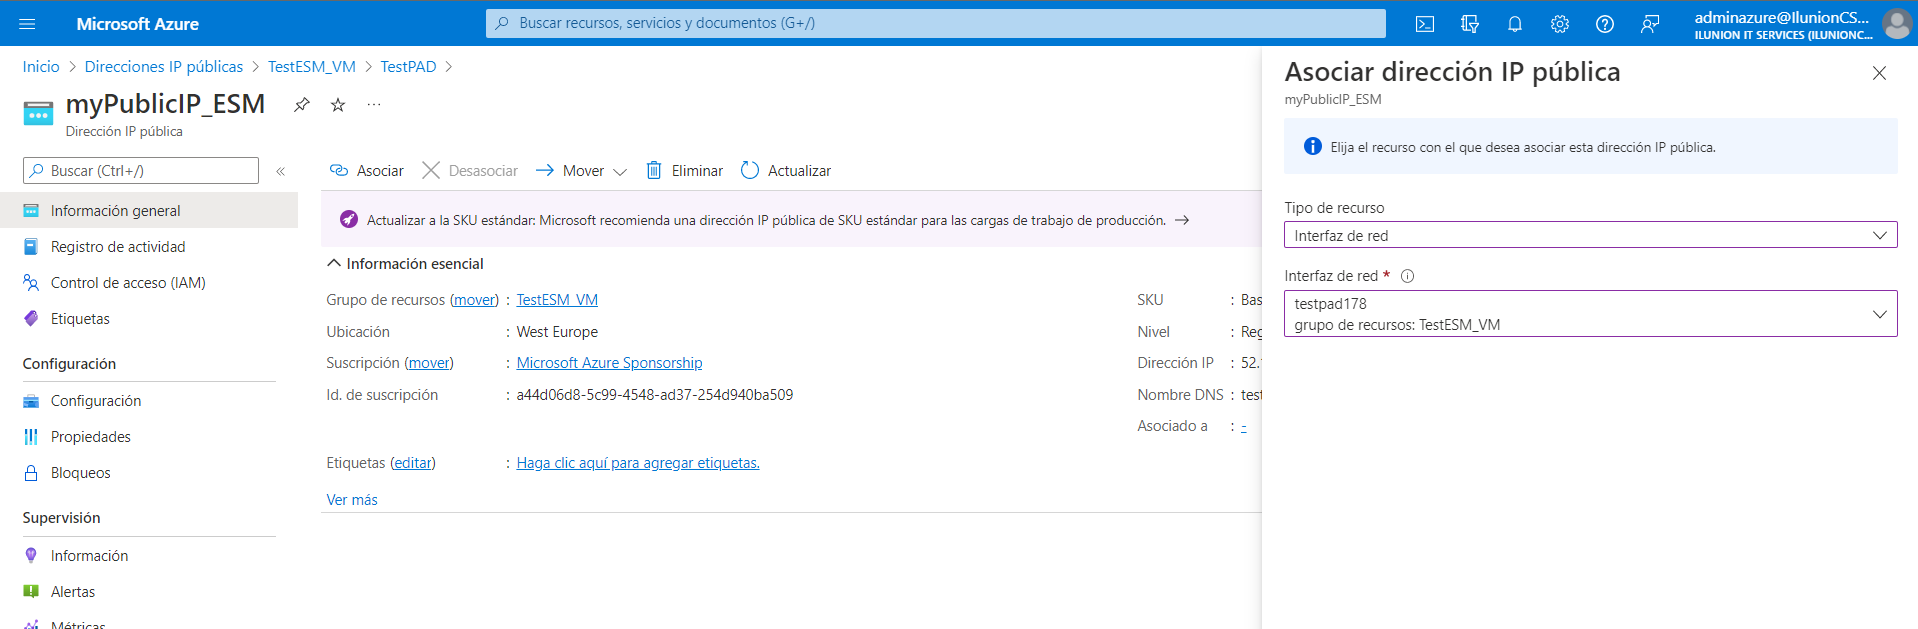 Microsoft Azure
Buscar recursos, servicios y documentos (G+/)
adminazure@IlunionCS...
ILUNION IT SERVICES (ILUNIONC...
Inicio > Direcciones IP públicas > TestESM_VM > TestPAD >
myPublicIP_ESM
Dirección IP pública
Buscar (Ctrl+/)
Información general
Registro de actividad
Control de acceso (IAM)
Etiquetas
Configuración
Configuración
Propiedades
Bloqueos
Supervisión
Información
Alertas
Métricas
Asociar Desasociar Mover Eliminar Actualizar
Actualizar a la SKU estándar: Microsoft recomienda una dirección IP pública de SKU estándar para las cargas de trabajo de producción.
Información esencial
Grupo de recursos (mover) : TestESM_VM
Ubicación : West Europe
Suscripción (mover) : Microsoft Azure Sponsorship
Id. de suscripción : a44d06d8-5c99-4548-ad37-254d940ba509
SKU : Bas
Nivel : Reg
Dirección IP : 52.
Nombre DNS : test
Asociado a : -
Etiquetas (editar) : Haga clic aquí para agregar etiquetas.
Ver más
Asociar dirección IP pública
myPublicIP_ESM
Elija el recurso con el que desea asociar esta dirección IP pública.
Tipo de recurso
Interfaz de red
Interfaz de red *
testpad178
grupo de recursos: TestESM_VM